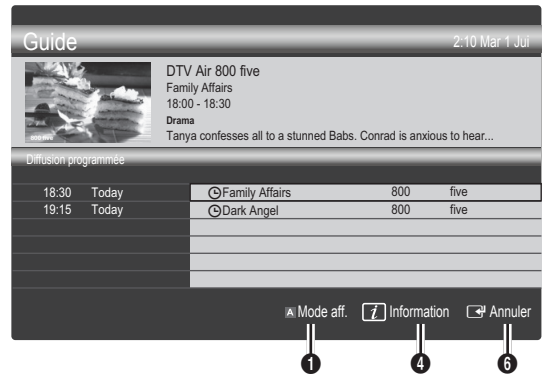 Guide 2:10 Mar 1 Jui
DTV Air 800 five
Family Affairs
18:00 - 18:30
Drama
Tanya confesses all to a stunned Babs. Conrad is anxious to hear...
800 five
Diffusion programmée
18:30 Today Family Affairs 800 five
19:15 Today Dark Angel 800 five
A Mode aff. i Information Annuler
1 4 6